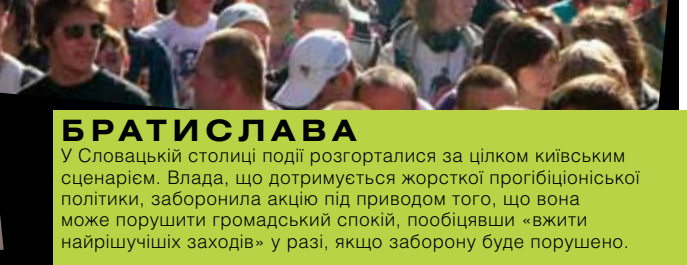 БРАТИСЛАВА
У Словацькій столиці події розгорталися за цілком київським
сценарієм. Влада, що дотримується жорсткої прогібіціоніської
політики, заборонила акцію під приводом того, що вона
може порушити громадський спокій, пообіцявши «вжити
найрішучіших заходів» у разі, якщо заборону буде порушено.